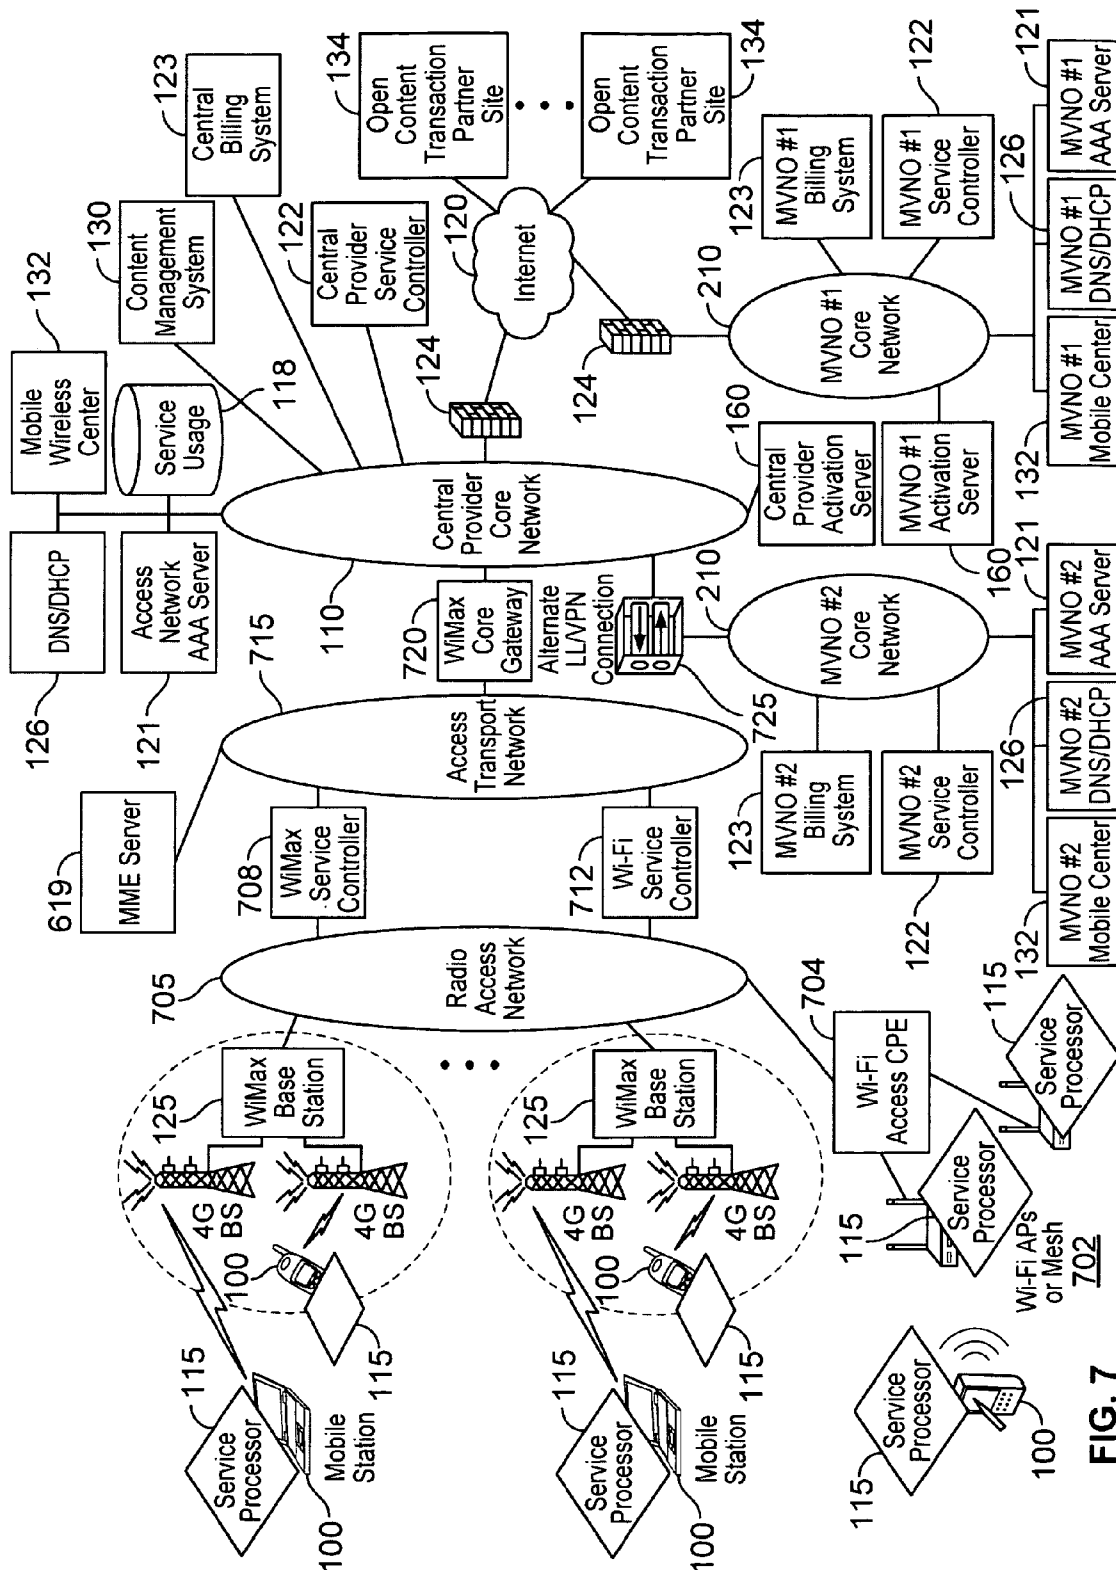 DNS/DHCP
126
Mobile
Wireless
Center
132
Access
Network
AAA Server
121
Service
Usage
118
Content
Management
System
130
Central
Billing
System
123
Central
Provider
Service
Controller
122
MME Server
619
Central
Provider
Core
Network
110
124
Internet
120
Open
Content
Transaction
Partner
Site
134
Open
Content
Transaction
Partner
Site
134
Access
Transport
Network
715
WiMax
Core
Gateway
720
Alternate
LL/VPN
Connection
725
Central
Provider
Activation
Server
160
124
WiMax
Service
Controller
708
Wi-Fi
Service
Controller
712
Radio
Access
Network
705
WiMax
Base
Station
125
4G
BS
4G
BS
100
115
Service
Processor
115
Mobile
Station
100
WiMax
Base
Station
125
4G
BS
4G
BS
100
115
Service
Processor
115
Mobile
Station
100
Wi-Fi
Access CPE
704
Service
Processor
115
Service
Processor
115
Wi-Fi APs
or Mesh
702
Service
Processor
115
100
MVNO #2
Core
Network
210
MVNO #2
Billing
System
123
MVNO #2
Service
Controller
122
MVNO #2
Mobile Center
132
MVNO #2
DNS/DHCP
126
MVNO #2
AAA Server
121
MVNO #1
Core
Network
210
MVNO #1
Billing
System
123
MVNO #1
Service
Controller
122
MVNO #1
Activation
Server
160
MVNO #1
Mobile Center
132
MVNO #1
DNS/DHCP
126
MVNO #1
AAA Server
121
FIG. 7